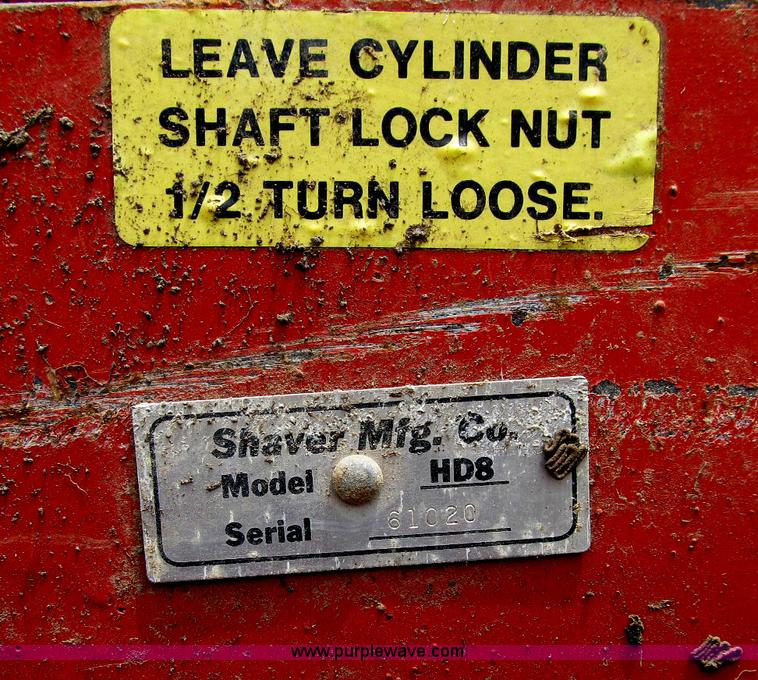 LEAVE CYLINDER
SHAFT LOCK NUT
1/2 TURN LOOSE.
Shaver Mfg. Co.
Model HD8
Serial 61020
www.purplewave.com